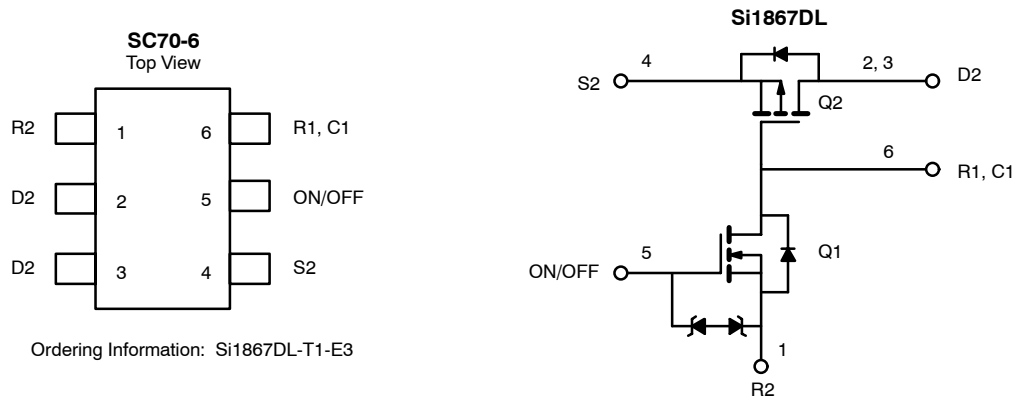 SC70-6
Top View
R2 1 6 R1, C1
D2 2 5 ON/OFF
D2 3 4 S2
Ordering Information: Si1867DL-T1-E3
Si1867DL
S2 4 2, 3 D2
Q2
6
R1, C1
Q1
5
ON/OFF
1
R2